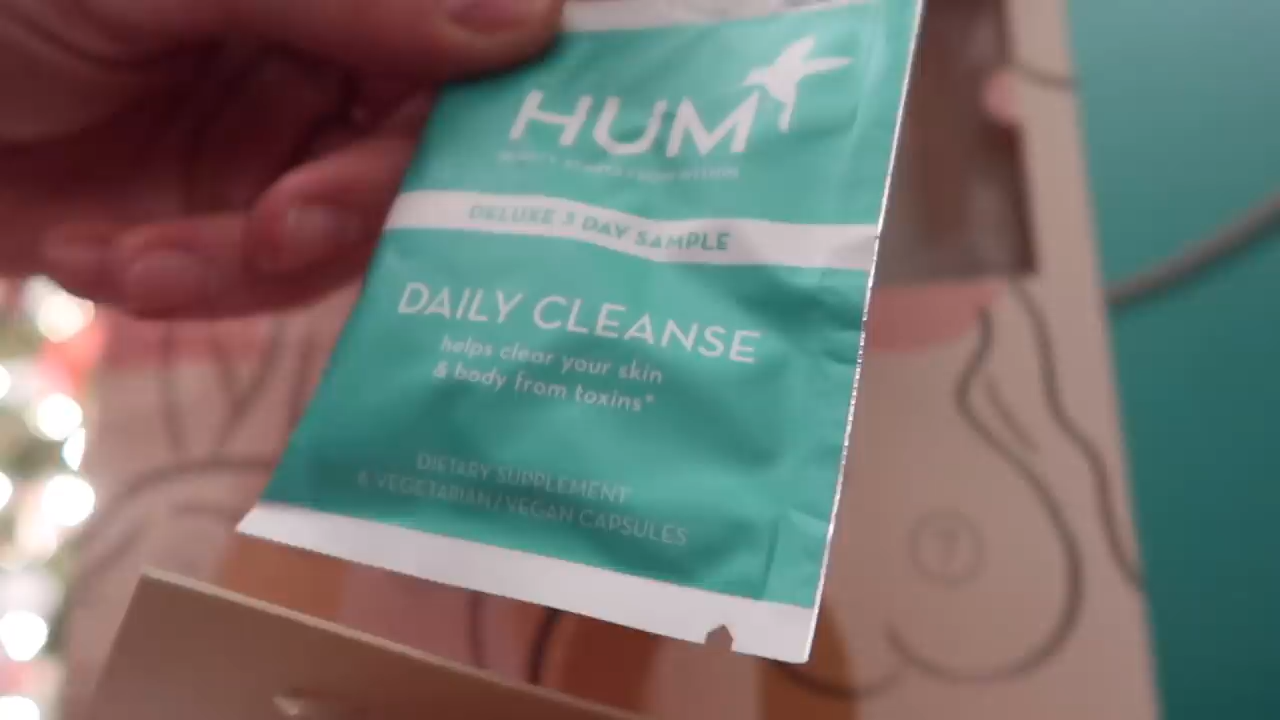 HUM
DELUXE 3 DAY SAMPLE
DAILY CLEANSE
helps clear your skin
& body from toxins*
DIETARY SUPPLEMENT
6 VEGETARIAN/VEGAN CAPSULES
7